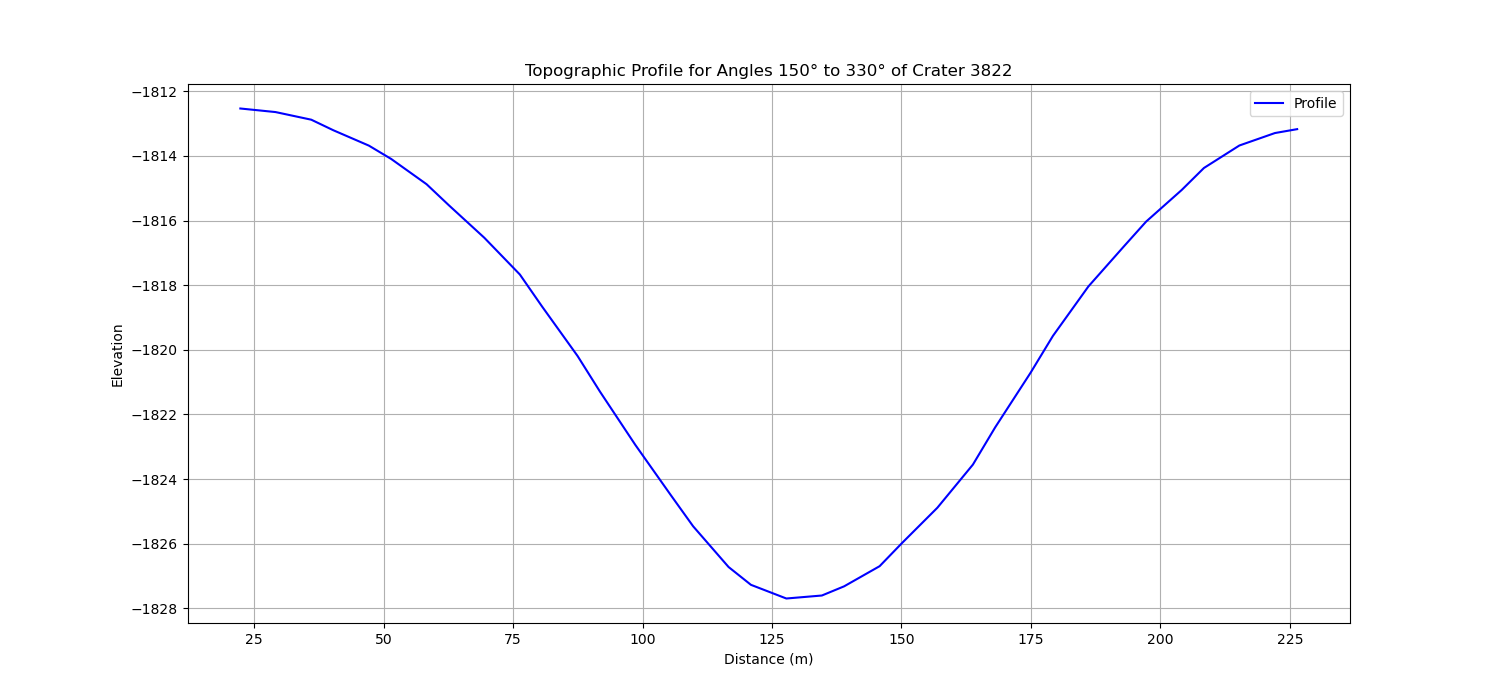 Topographic Profile for Angles 150° to 330° of Crater 3822
Profile
Elevation
−1812
−1814
−1816
−1818
−1820
−1822
−1824
−1826
−1828
25 50 75 100 125 150 175 200 225
Distance (m)